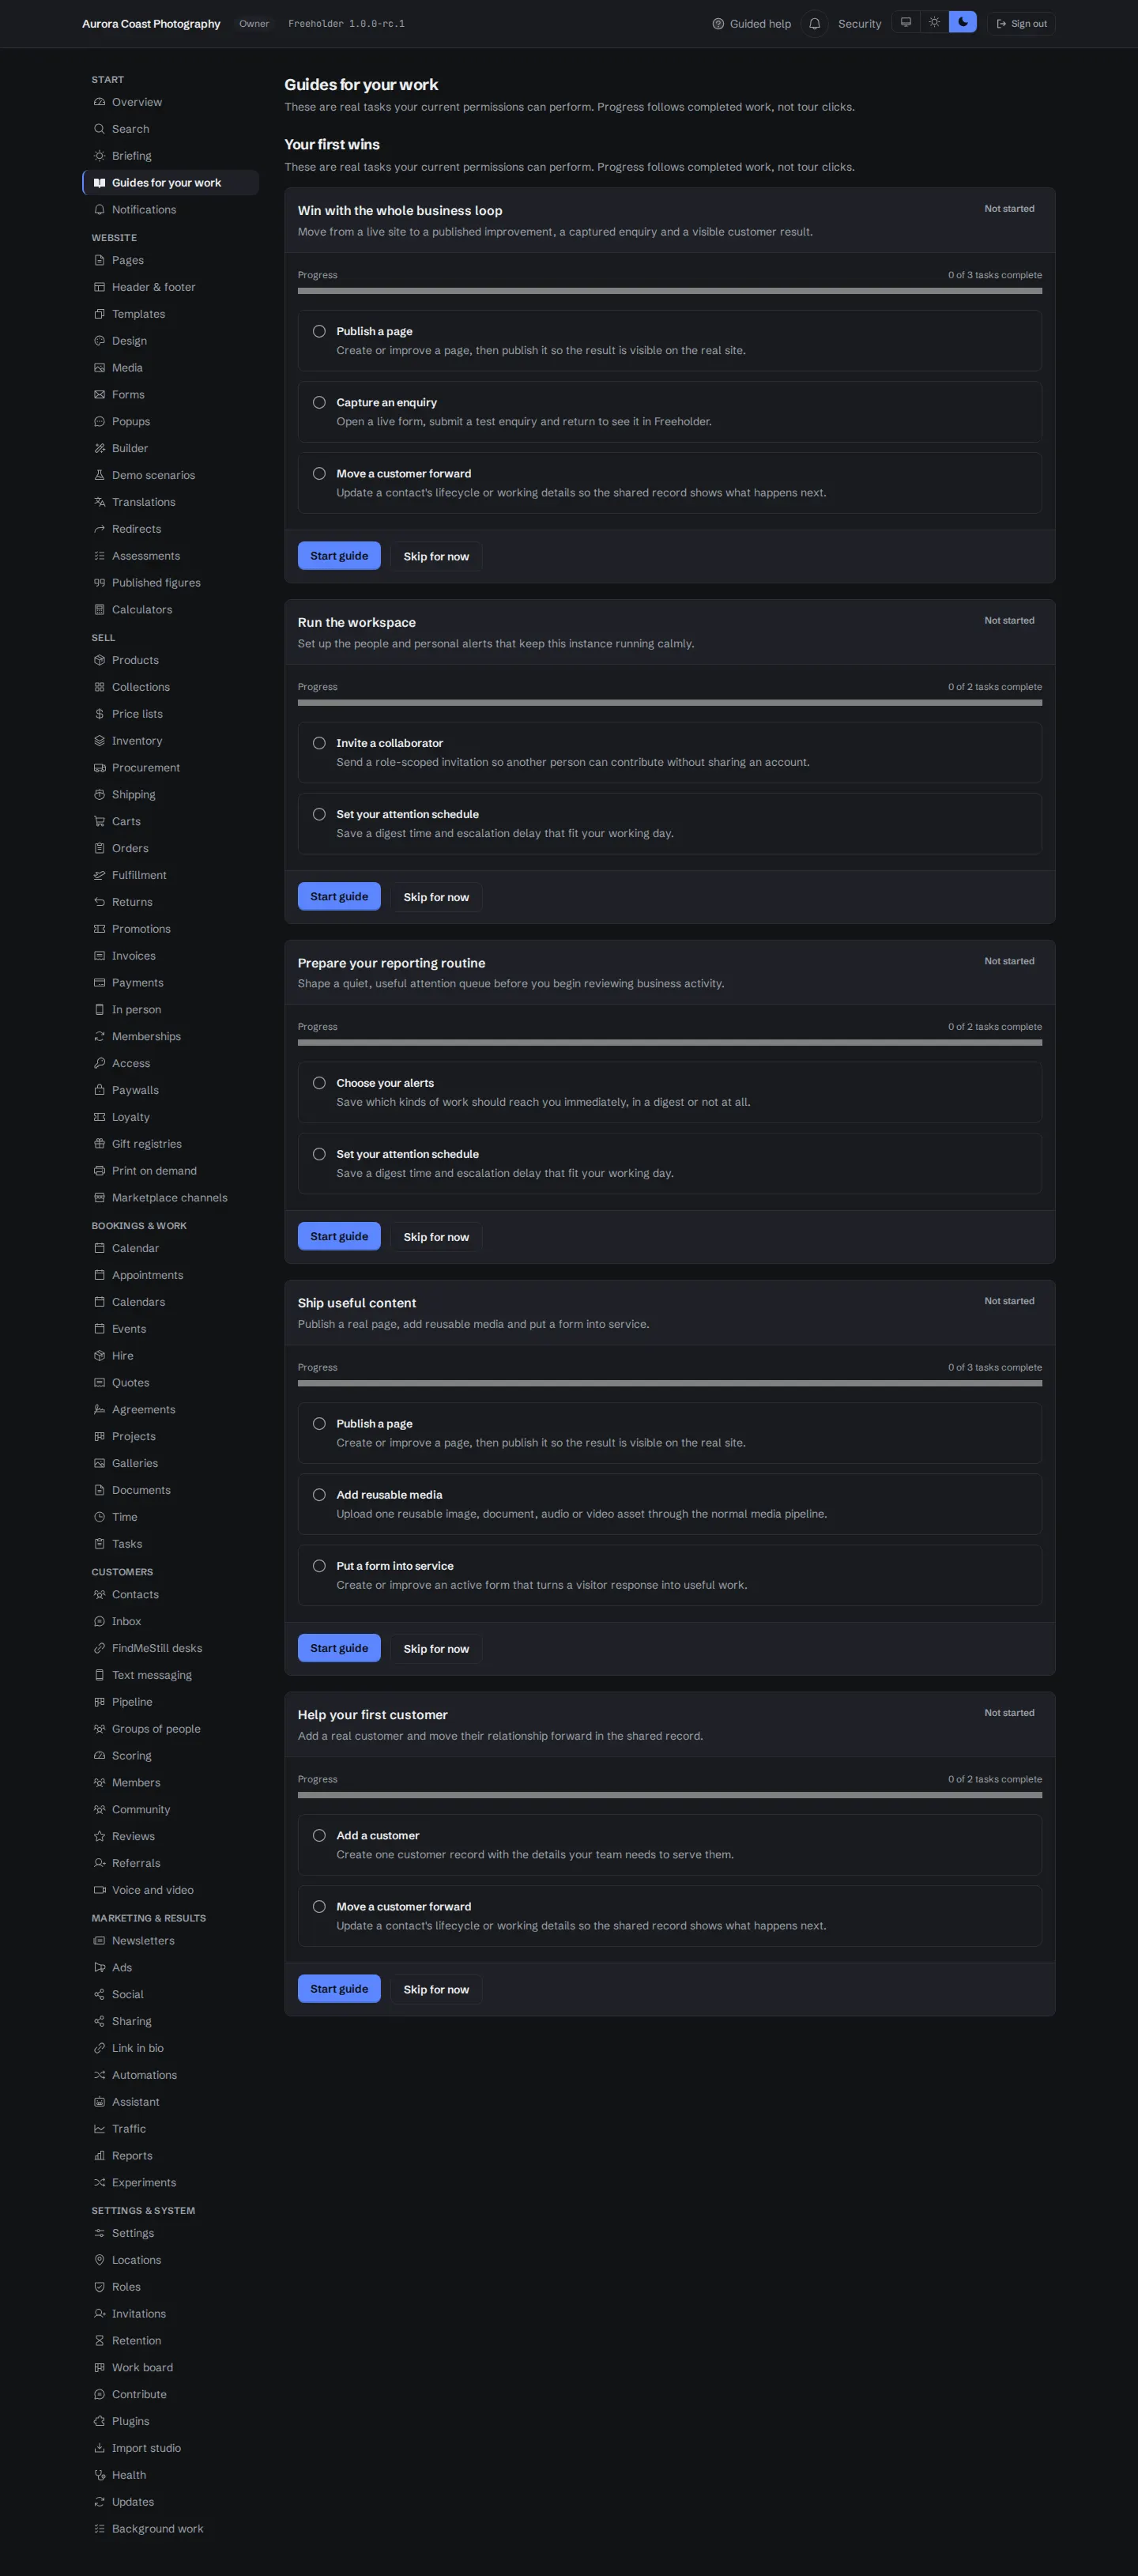 Aurora Coast Photography
Owner
Freeholder 1.0.0-rc.1
Guided help
Security
Sign out
START
Overview
Search
Briefing
Guides for your work
Notifications
WEBSITE
Pages
Header & footer
Templates
Design
Media
Forms
Popups
Builder
Demo scenarios
Translations
Redirects
Assessments
Published figures
Calculators
SELL
Products
Collections
Price lists
Inventory
Procurement
Shipping
Carts
Orders
Fulfillment
Returns
Promotions
Invoices
Payments
In person
Memberships
Access
Paywalls
Loyalty
Gift registries
Print on demand
Marketplace channels
BOOKINGS & WORK
Calendar
Appointments
Calendars
Events
Hire
Quotes
Agreements
Projects
Galleries
Documents
Time
Tasks
CUSTOMERS
Contacts
Inbox
FindMeStill desks
Text messaging
Pipeline
Groups of people
Scoring
Members
Community
Reviews
Referrals
Voice and video
MARKETING & RESULTS
Newsletters
Ads
Social
Sharing
Link in bio
Automations
Assistant
Traffic
Reports
Experiments
SETTINGS & SYSTEM
Settings
Locations
Roles
Invitations
Retention
Work board
Contribute
Plugins
Import studio
Health
Updates
Background work
Guides for your work
These are real tasks your current permissions can perform. Progress follows completed work, not tour clicks.
Your first wins
These are real tasks your current permissions can perform. Progress follows completed work, not tour clicks.
Win with the whole business loop
Not started
Move from a live site to a published improvement, a captured enquiry and a visible customer result.
Progress
0 of 3 tasks complete
Publish a page
Create or improve a page, then publish it so the result is visible on the real site.
Capture an enquiry
Open a live form, submit a test enquiry and return to see it in Freeholder.
Move a customer forward
Update a contact's lifecycle or working details so the shared record shows what happens next.
Start guide
Skip for now
Run the workspace
Not started
Set up the people and personal alerts that keep this instance running calmly.
Progress
0 of 2 tasks complete
Invite a collaborator
Send a role-scoped invitation so another person can contribute without sharing an account.
Set your attention schedule
Save a digest time and escalation delay that fit your working day.
Start guide
Skip for now
Prepare your reporting routine
Not started
Shape a quiet, useful attention queue before you begin reviewing business activity.
Progress
0 of 2 tasks complete
Choose your alerts
Save which kinds of work should reach you immediately, in a digest or not at all.
Set your attention schedule
Save a digest time and escalation delay that fit your working day.
Start guide
Skip for now
Ship useful content
Not started
Publish a real page, add reusable media and put a form into service.
Progress
0 of 3 tasks complete
Publish a page
Create or improve a page, then publish it so the result is visible on the real site.
Add reusable media
Upload one reusable image, document, audio or video asset through the normal media pipeline.
Put a form into service
Create or improve an active form that turns a visitor response into useful work.
Start guide
Skip for now
Help your first customer
Not started
Add a real customer and move their relationship forward in the shared record.
Progress
0 of 2 tasks complete
Add a customer
Create one customer record with the details your team needs to serve them.
Move a customer forward
Update a contact's lifecycle or working details so the shared record shows what happens next.
Start guide
Skip for now